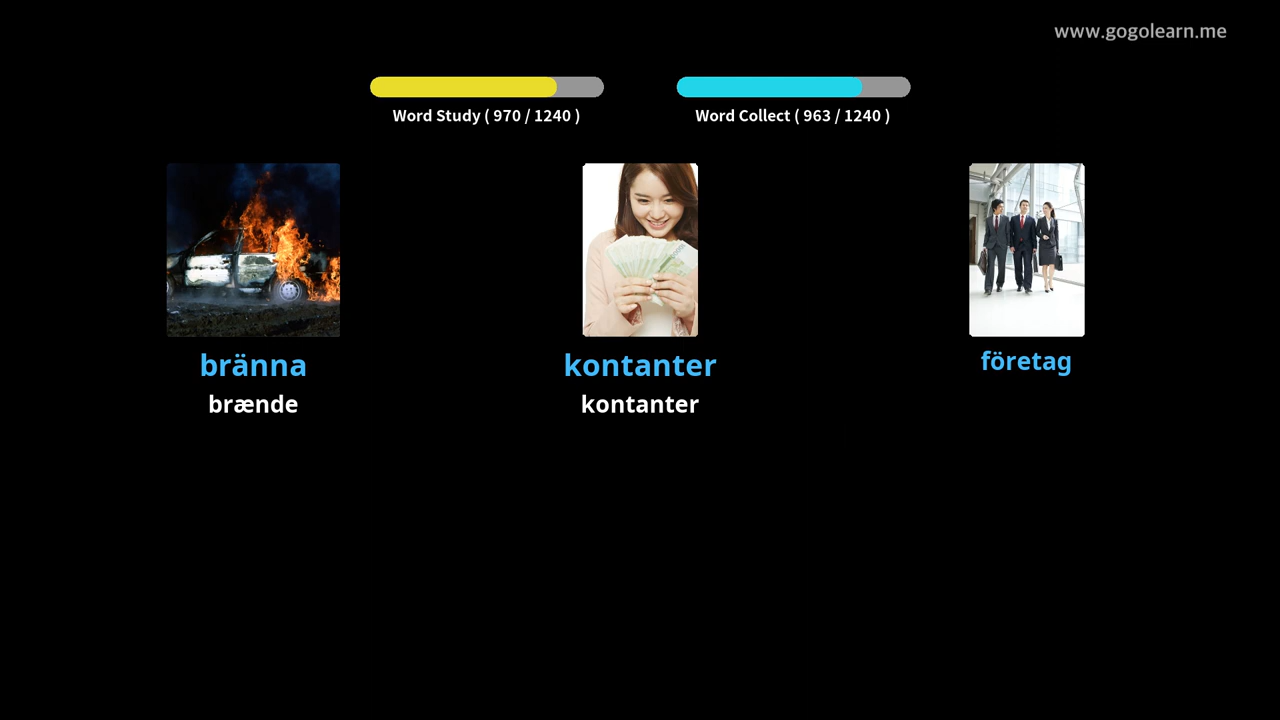 www.gogolearn.me
Word Study ( 970 / 1240 )
Word Collect ( 963 / 1240 )
bränna
brænde
kontanter
kontanter
företag